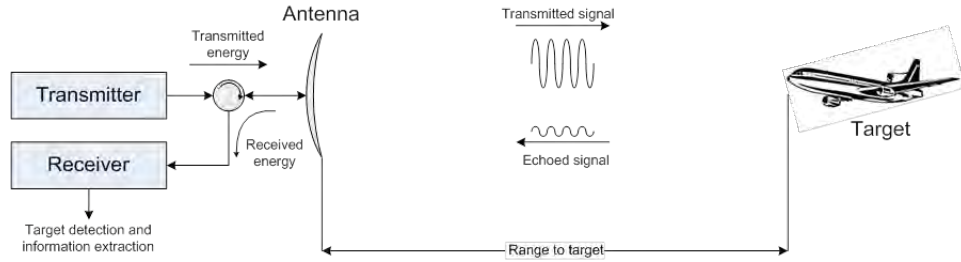 Antenna
Transmitted signal
Transmitted
energy
Transmitter
Target
Received
energy
Echoed signal
Receiver
Target detection and
information extraction
Range to target